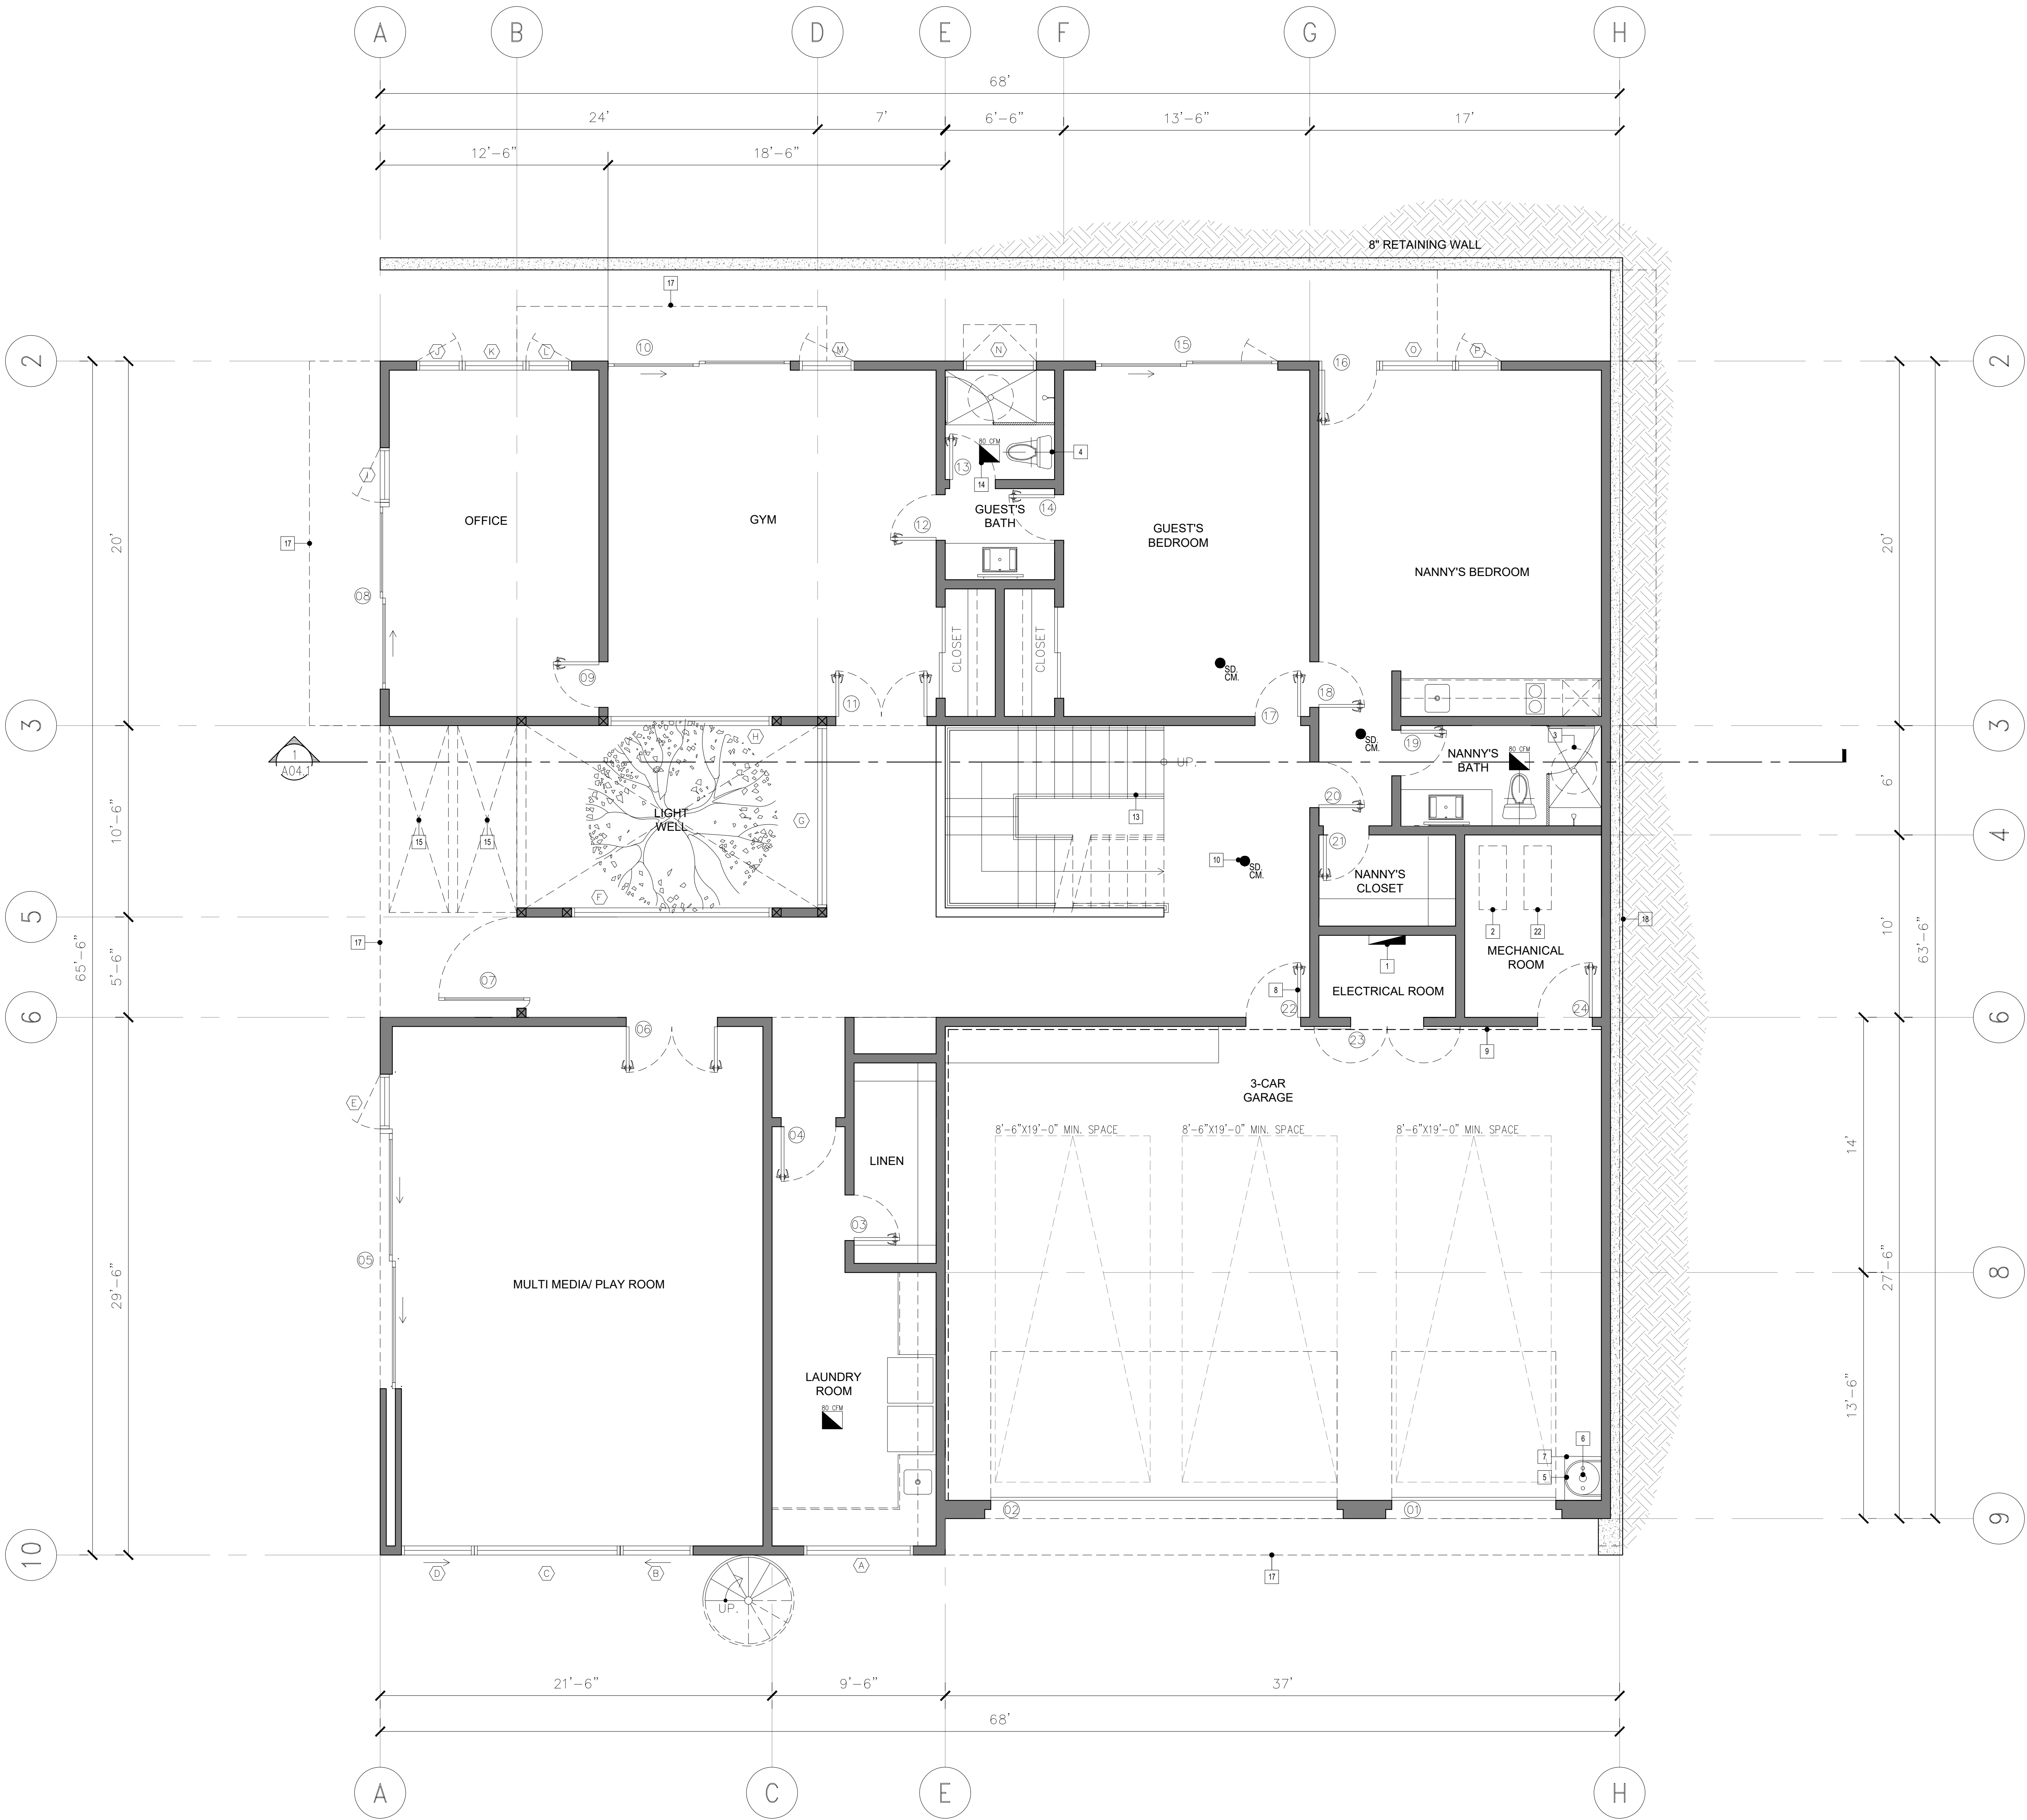 A B D E F G H
68'
24' 7' 6'-6" 13'-6" 17'
12'-6" 18'-6"
8" RETAINING WALL
17
2 J K L 10 M N 15 16 O P 2
80 CFM
4
13
14
I
OFFICE
GYM
12
GUEST'S
BATH
14
GUEST'S
BEDROOM
17
20'
20'
NANNY'S BEDROOM
08
CLOSET
CLOSET
09
11
SD.
CM.
18
17
3
3
H
1
A04.1
UP.
SD.
CM.
19
NANNY'S
BATH
80 CFM
3
6'
10'-6"
15
15
LIGHT
WELL
G
13
20
21
4
10
SD.
CM.
NANNY'S
CLOSET
F
5
2
22
18
17
65'-6"
5'-6"
1
MECHANICAL
ROOM
10'
63'-6"
07
8
22
ELECTRICAL ROOM
24
6
06
23
9
6
E
3-CAR
GARAGE
04
8'-6"X19'-0" MIN. SPACE
8'-6"X19'-0" MIN. SPACE
8'-6"X19'-0" MIN. SPACE
LINEN
14'
03
05
29'-6"
MULTI MEDIA/ PLAY ROOM
27'-6"
8
LAUNDRY
ROOM
80 CFM
13'-6"
6
7
5
02
01
9
10
D C B A
17
UP.
21'-6" 9'-6" 37'
68'
A C E H